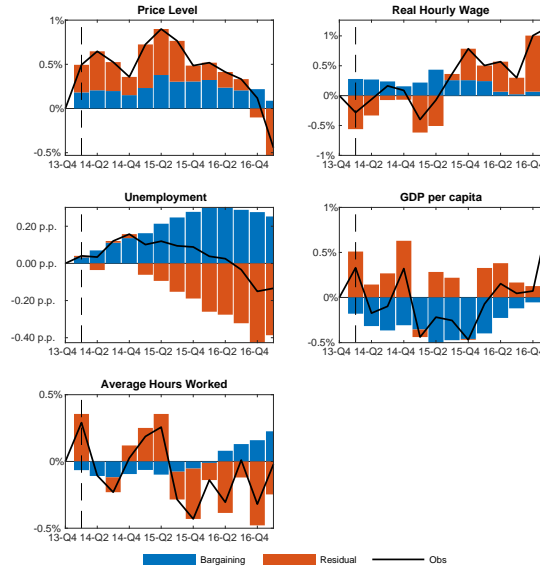 Price Level
1%
0.5%
0%
-0.5%
13-Q4 14-Q2 14-Q4 15-Q2 15-Q4 16-Q2 16-Q4
Real Hourly Wage
1%
0.5%
0%
-0.5%
-1%
13-Q4 14-Q2 14-Q4 15-Q2 15-Q4 16-Q2 16-Q4
Unemployment
0.20 p.p.
0.00 p.p.
-0.20 p.p.
-0.40 p.p.
13-Q4 14-Q2 14-Q4 15-Q2 15-Q4 16-Q2 16-Q4
GDP per capita
1%
0.5%
0%
-0.5%
13-Q4 14-Q2 14-Q4 15-Q2 15-Q4 16-Q2 16-Q4
Average Hours Worked
0.5%
0%
-0.5%
13-Q4 14-Q2 14-Q4 15-Q2 15-Q4 16-Q2 16-Q4
Bargaining Residual Obs